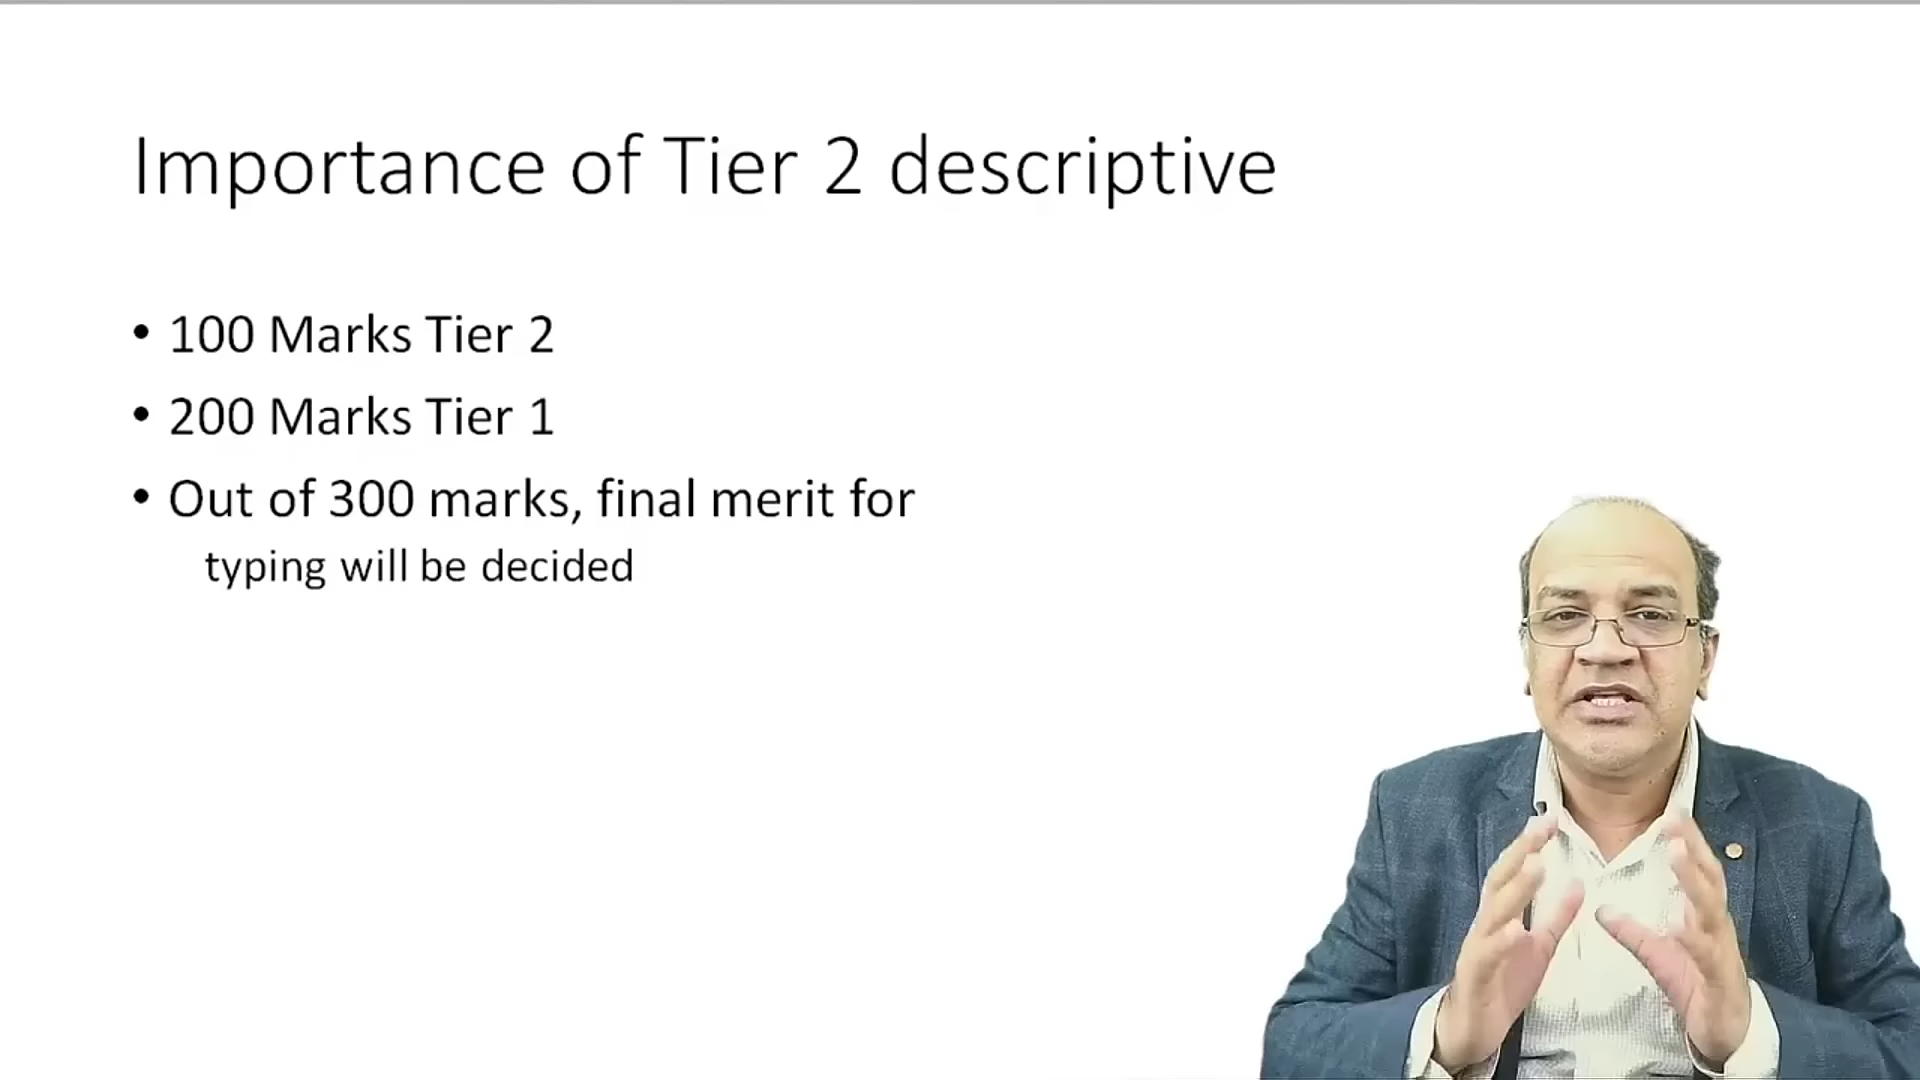 Importance of Tier 2 descriptive
• 100 Marks Tier 2
• 200 Marks Tier 1
• Out of 300 marks, final merit for
typing will be decided